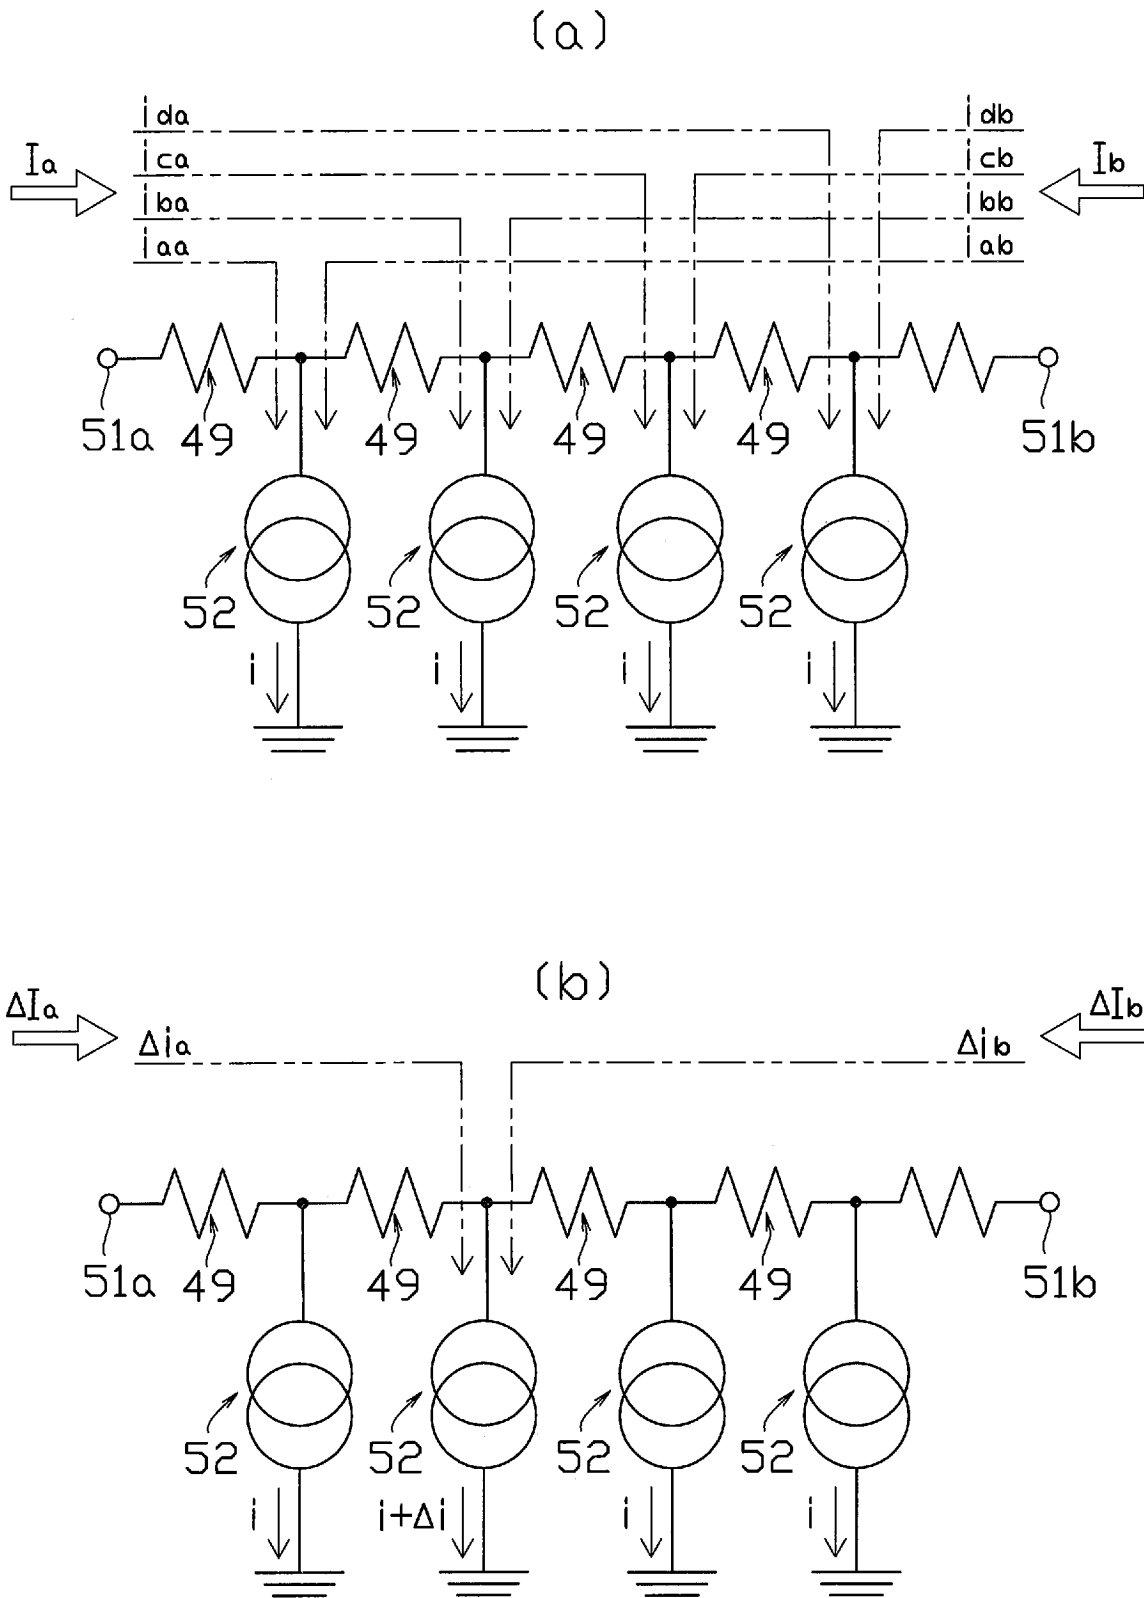 (a)
ida idb
Ia ica icb Ib
iba ibb
iaa iab
51a 49 49 49 49 51b
52 52 52 52
i i i i
(b)
ΔIa ΔIb
Δia Δib
51a 49 49 49 49 51b
52 52 52 52
i i+Δi i i